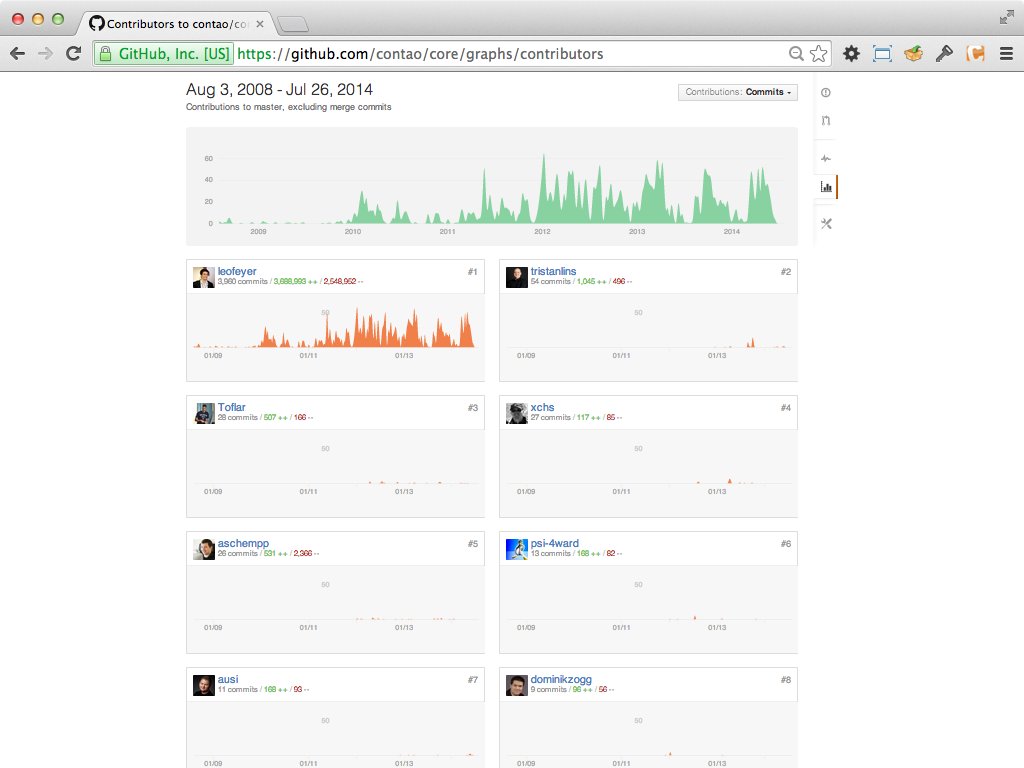 Contributors to contao/co
GitHub, Inc. [US] https://github.com/contao/core/graphs/contributors
Aug 3, 2008 - Jul 26, 2014
Contributions: Commits
Contributions to master, excluding merge commits
60
40
20
0
2009 2010 2011 2012 2013 2014
leofeyer #1
3,960 commits / 3,688,993 ++ / 2,548,952 --
50
01/09 01/11 01/13
tristanlins #2
54 commits / 1,045 ++ / 496 --
50
01/09 01/11 01/13
Toflar #3
28 commits / 507 ++ / 166 --
50
01/09 01/11 01/13
xchs #4
27 commits / 117 ++ / 85 --
50
01/09 01/11 01/13
aschempp #5
26 commits / 531 ++ / 2,366 --
50
01/09 01/11 01/13
psi-4ward #6
13 commits / 168 ++ / 62 --
50
01/09 01/11 01/13
ausi #7
11 commits / 168 ++ / 93 --
50
01/09 01/11 01/13
dominikzogg #8
9 commits / 96 ++ / 56 --
50
01/09 01/11 01/13